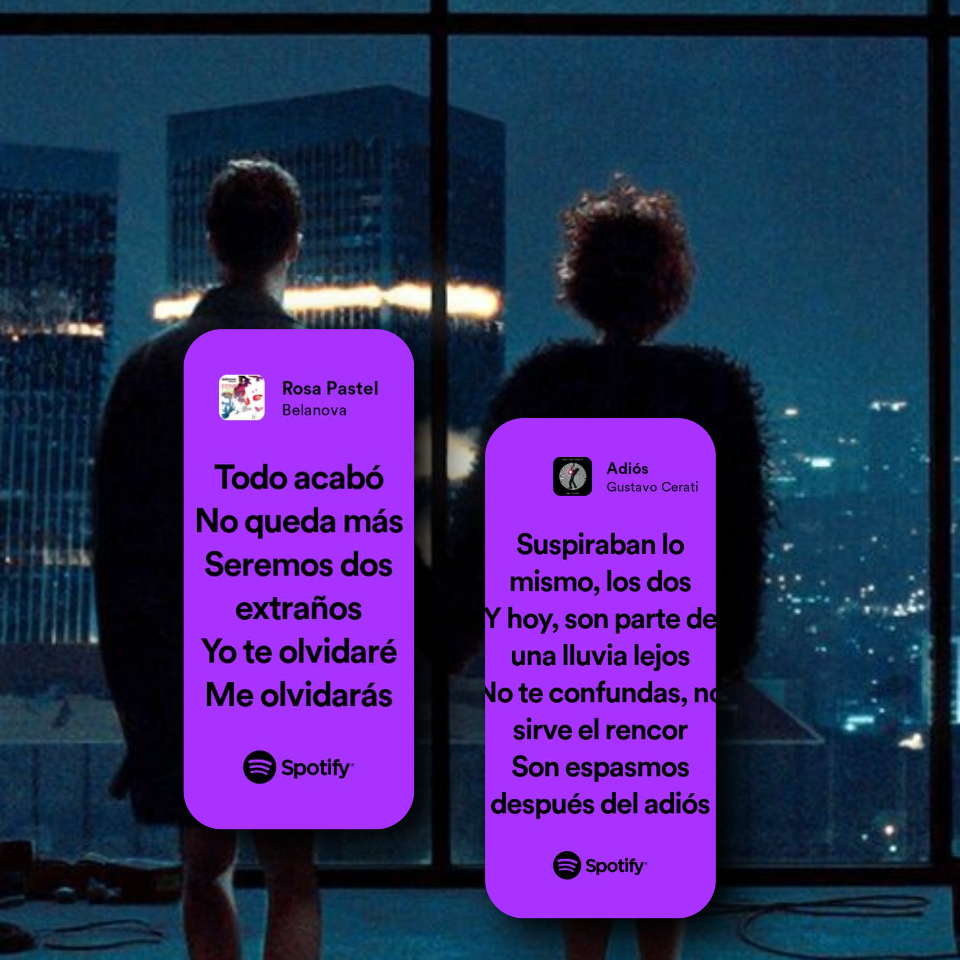 Rosa Pastel
Belanova
Todo acabó
No queda más
Seremos dos
extraños
Yo te olvidaré
Me olvidarás
Spotify
Adiós
Gustavo Cerati
Suspiraban lo
mismo, los dos
Y hoy, son parte de
una lluvia lejos
No te confundas, no
sirve el rencor
Son espasmos
después del adiós
Spotify